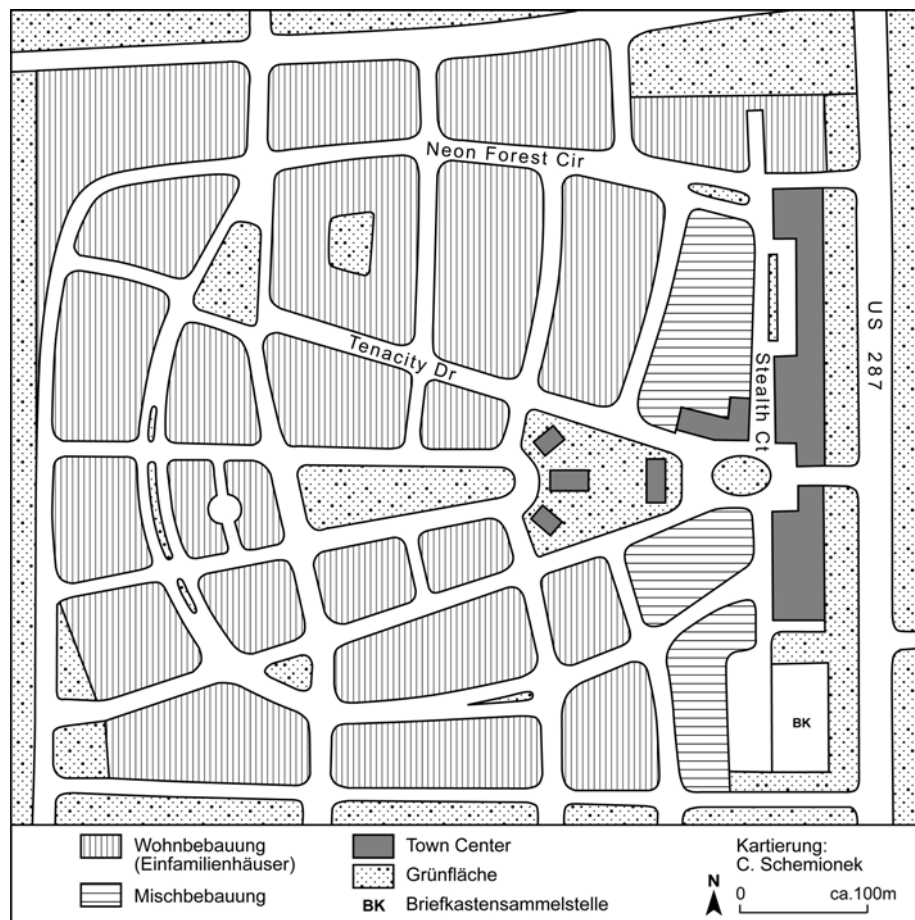 Neon Forest Cir
Tenacity Dr
Stealth Ct
US 287
BK
Wohnbebauung
(Einfamilienhäuser)
Mischbebauung
Town Center
Grünfläche
BK Briefkastensammelstelle
Kartierung:
C. Schemionek
N
0 ca.100m